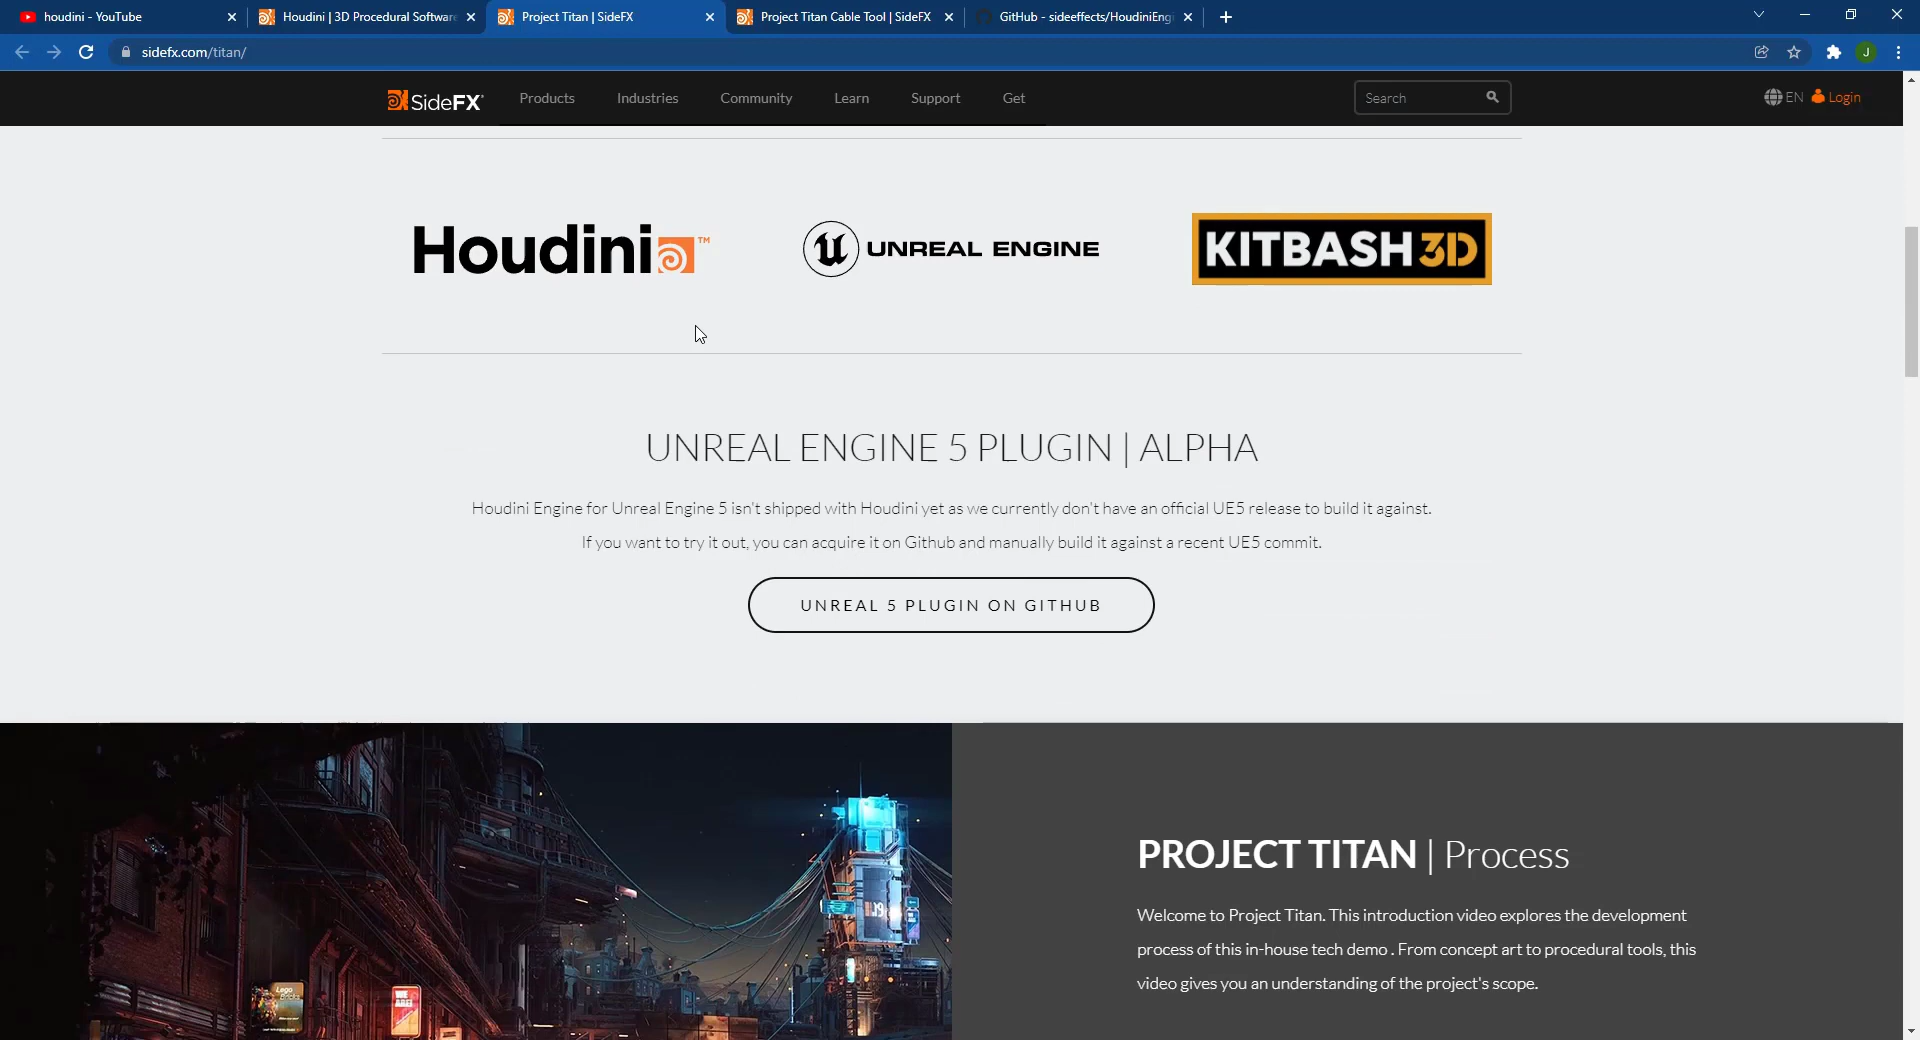 houdini - YouTube
Houdini | 3D Procedural Software
Project Titan | SideFX
Project Titan Cable Tool | SideFX
GitHub - sideeffects/HoudiniEngi
sidefx.com/titan/
J
SideFX
Products
Industries
Community
Learn
Support
Get
Search
EN
Login
Houdini™
UNREAL ENGINE
KITBASH3D
UNREAL ENGINE 5 PLUGIN | ALPHA
Houdini Engine for Unreal Engine 5 isn't shipped with Houdini yet as we currently don't have an official UE5 release to build it against.
If you want to try it out, you can acquire it on Github and manually build it against a recent UE5 commit.
UNREAL 5 PLUGIN ON GITHUB
PROJECT TITAN | Process
Welcome to Project Titan. This introduction video explores the development
process of this in-house tech demo . From concept art to procedural tools, this
video gives you an understanding of the project's scope.